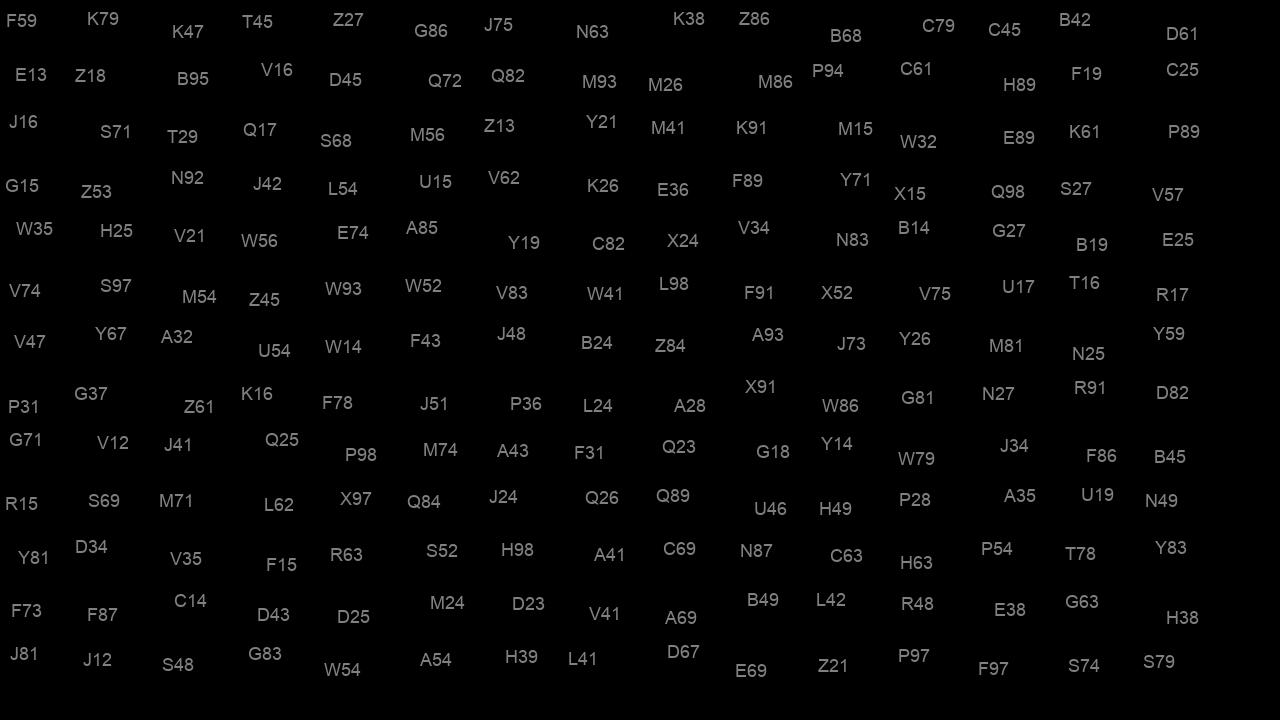 F59 K79 K47 T45 Z27 G86 J75 N63 K38 Z86 B68 C79 C45 B42 D61
E13 Z18 B95 V16 D45 Q72 Q82 M93 M26 M86 P94 C61 H89 F19 C25
J16 S71 T29 Q17 S68 M56 Z13 Y21 M41 K91 M15 W32 E89 K61 P89
G15 Z53 N92 J42 L54 U15 V62 K26 E36 F89 Y71 X15 Q98 S27 V57
W35 H25 V21 W56 E74 A85 Y19 C82 X24 V34 N83 B14 G27 B19 E25
V74 S97 M54 Z45 W93 W52 V83 W41 L98 F91 X52 V75 U17 T16 R17
V47 Y67 A32 U54 W14 F43 J48 B24 Z84 A93 J73 Y26 M81 N25 Y59
P31 G37 Z61 K16 F78 J51 P36 L24 A28 X91 W86 G81 N27 R91 D82
G71 V12 J41 Q25 P98 M74 A43 F31 Q23 G18 Y14 W79 J34 F86 B45
R15 S69 M71 L62 X97 Q84 J24 Q26 Q89 U46 H49 P28 A35 U19 N49
Y81 D34 V35 F15 R63 S52 H98 A41 C69 N87 C63 H63 P54 T78 Y83
F73 F87 C14 D43 D25 M24 D23 V41 A69 B49 L42 R48 E38 G63 H38
J81 J12 S48 G83 W54 A54 H39 L41 D67 E69 Z21 P97 F97 S74 S79